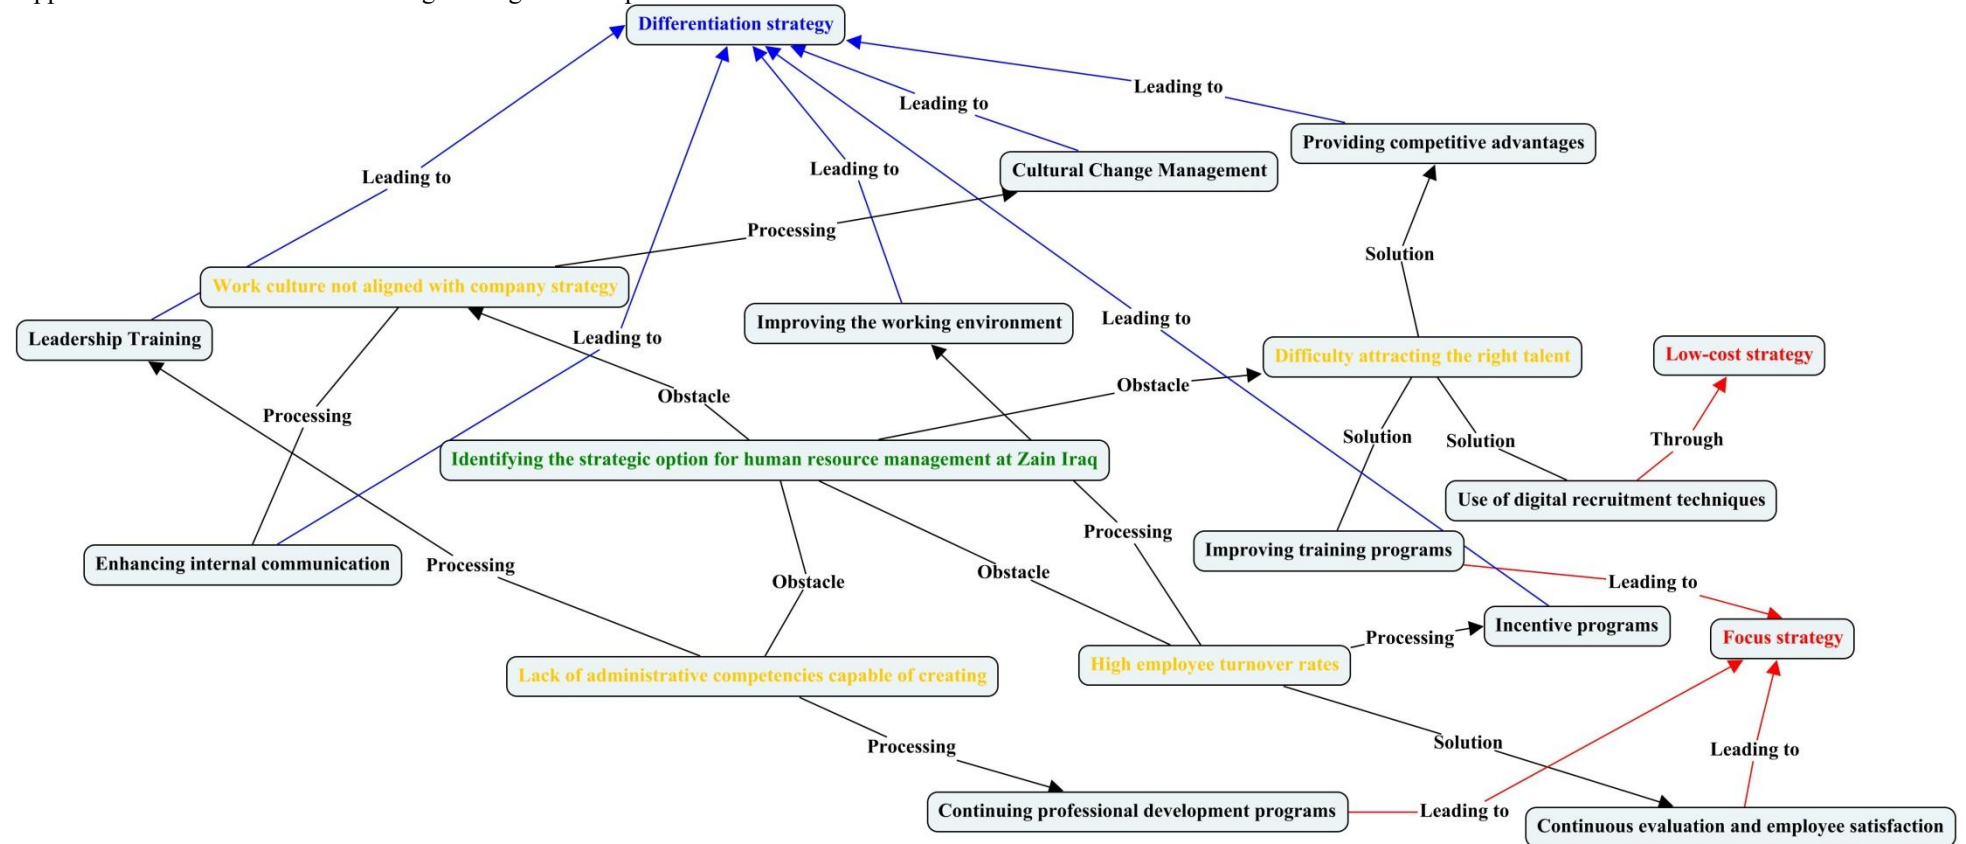 Differentiation strategy
Leading to
Leading to
Providing competitive advantages
Leading to
Cultural Change Management
Leading to
Processing
Solution
Work culture not aligned with company strategy
Leadership Training
Improving the working environment
Leading to
Leading to
Difficulty attracting the right talent
Low-cost strategy
Obstacle
Obstacle
Processing
Solution
Solution
Through
Identifying the strategic option for human resource management at Zain Iraq
Use of digital recruitment techniques
Processing
Improving training programs
Enhancing internal communication
Processing
Obstacle
Obstacle
Leading to
Incentive programs
Processing
Focus strategy
High employee turnover rates
Lack of administrative competencies capable of creating
Processing
Solution
Leading to
Continuing professional development programs
Leading to
Continuous evaluation and employee satisfaction